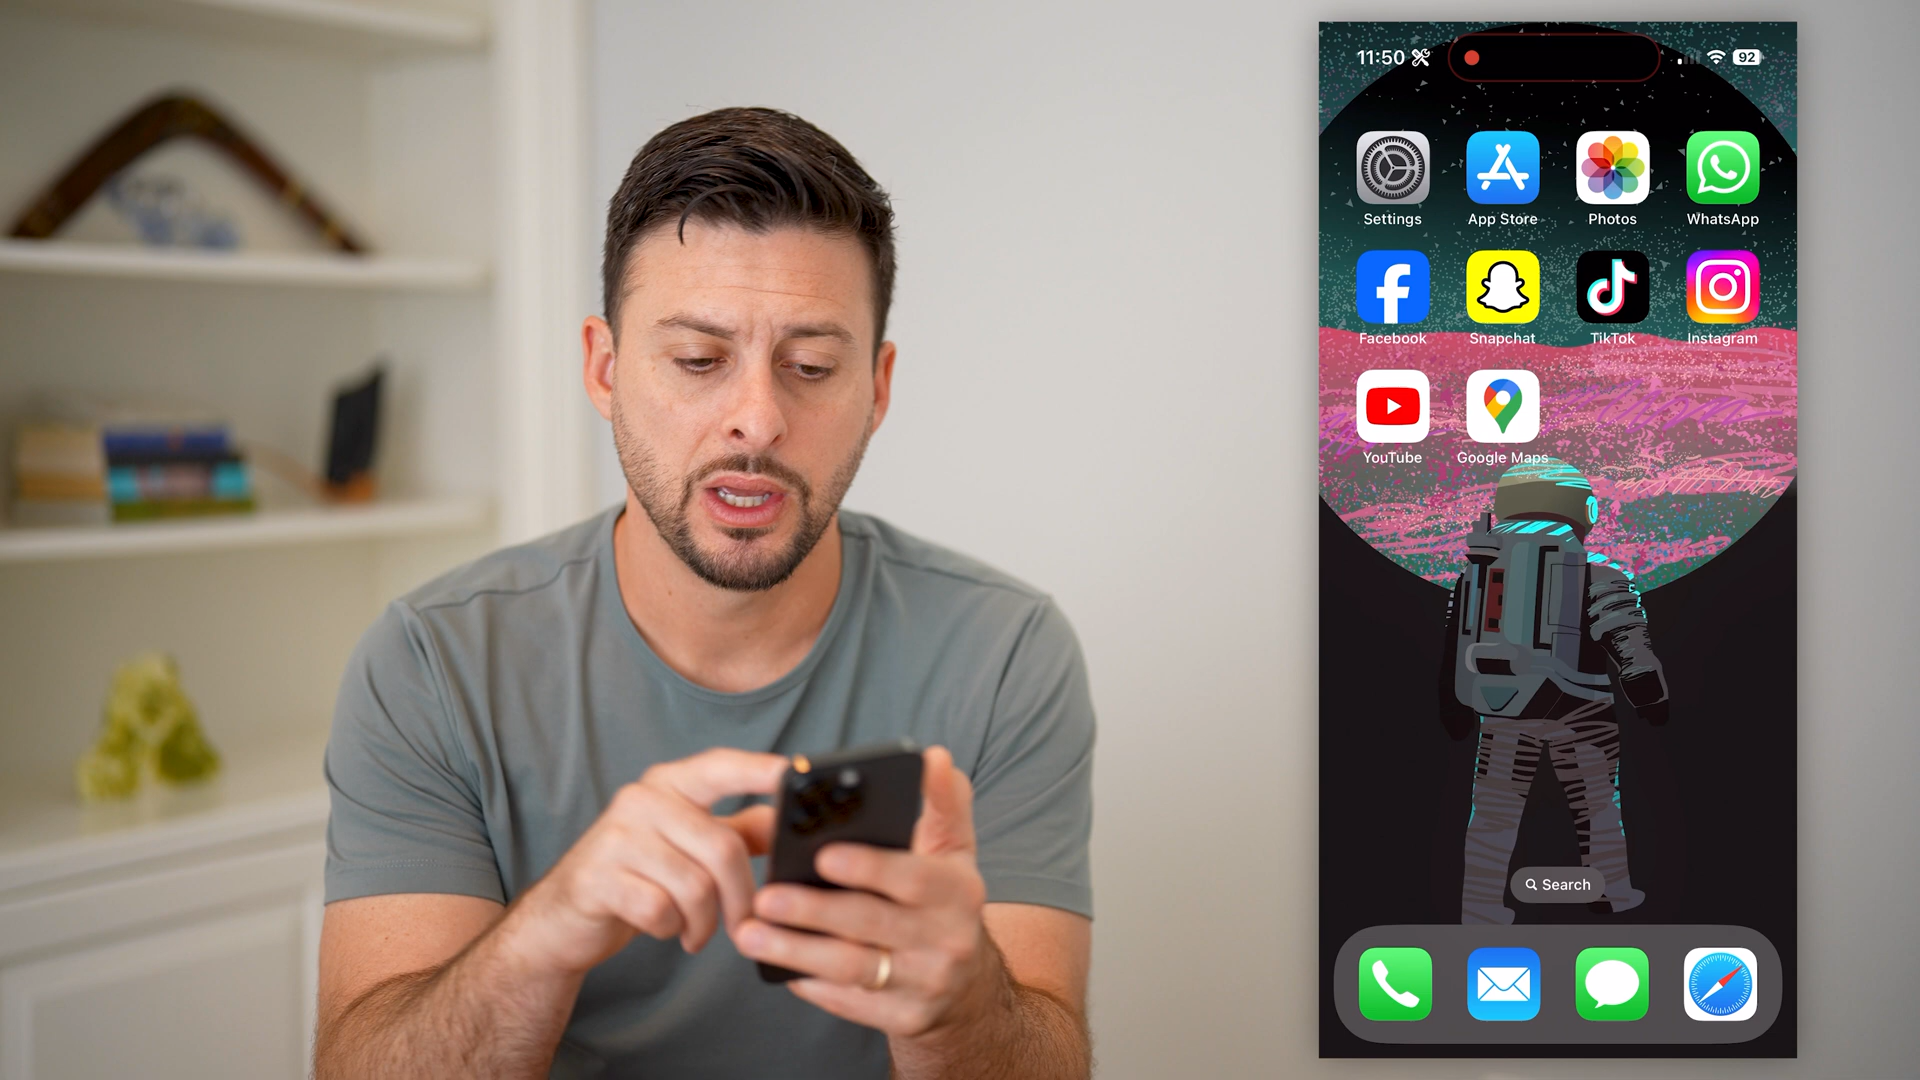 11:50
92
Settings App Store Photos WhatsApp
Facebook Snapchat TikTok Instagram
YouTube Google Maps
Search